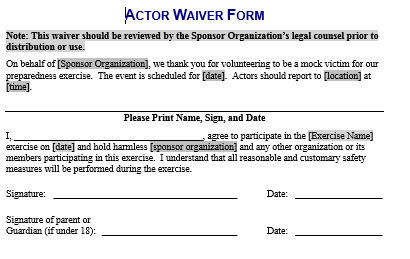 ACTOR WAIVER FORM
Note: This waiver should be reviewed by the Sponsor Organization's legal counsel prior to
distribution or use.
On behalf of [Sponsor Organization], we thank you for volunteering to be a mock victim for our
preparedness exercise. The event is scheduled for [date]. Actors should report to [location] at
[time].
Please Print Name, Sign, and Date
I, ______________________________, agree to participate in the [Exercise Name]
exercise on [date] and hold harmless [sponsor organization] and any other organization or its
members participating in this exercise. I understand that all reasonable and customary safety
measures will be performed during the exercise.
Signature: ______________________________ Date: ______________
Signature of parent or
Guardian (if under 18): ______________________ Date: ______________